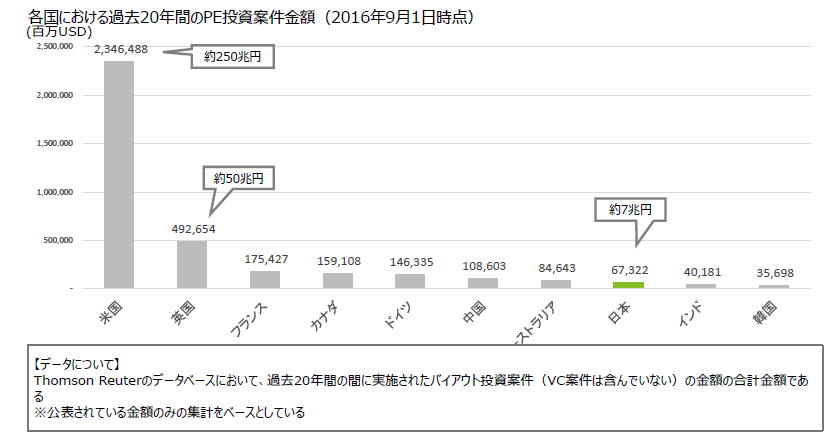 各国における過去20年間のPE投資案件金額（2016年9月1日時点）
(百万USD)
2,500,000
2,000,000
1,500,000
1,000,000
500,000
-
2,346,488
約250兆円
492,654
約50兆円
175,427
159,108
146,335
108,603
84,643
67,322
約7兆円
40,181
35,698
米国
英国
フランス
カナダ
ドイツ
中国
ーストラリア
日本
インド
韓国
【データについて】
Thomson Reuterのデータベースにおいて、過去20年間の間に実施されたバイアウト投資案件（VC案件は含んでいない）の金額の合計金額であ
る
※公表されている金額のみの集計をベースとしている